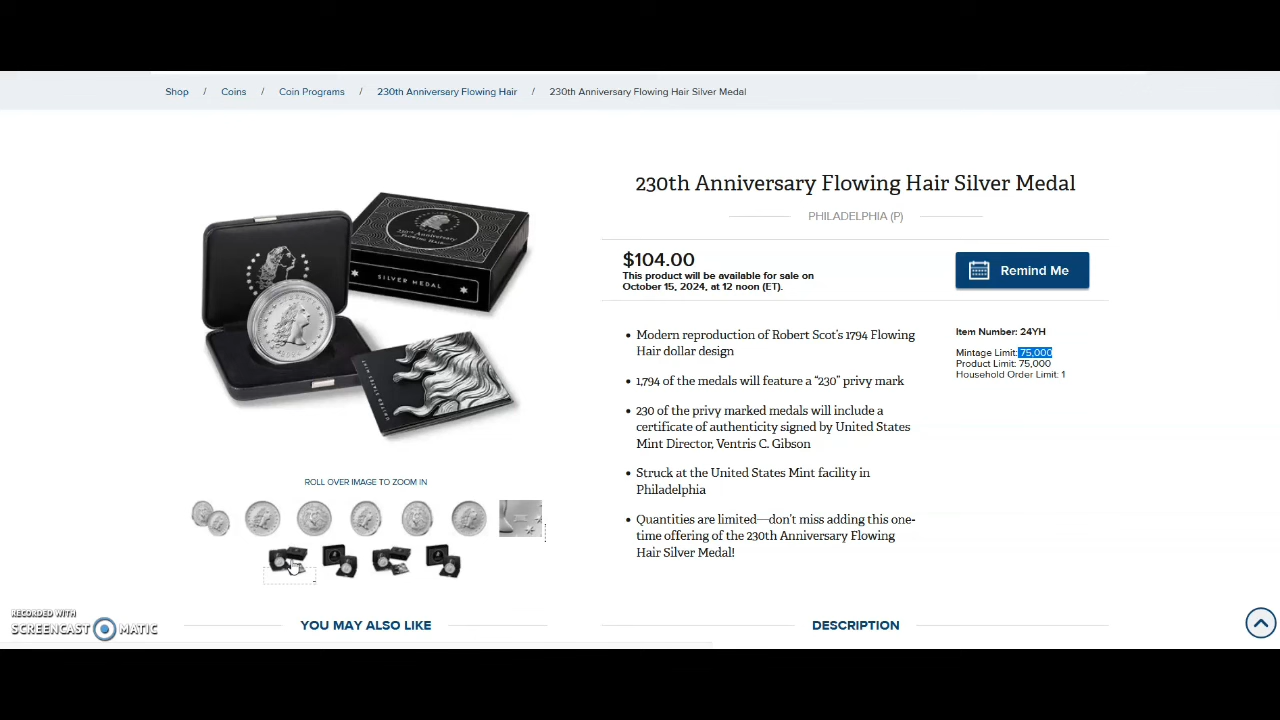 Shop / Coins / Coin Programs / 230th Anniversary Flowing Hair / 230th Anniversary Flowing Hair Silver Medal
230th Anniversary Flowing Hair Silver Medal
PHILADELPHIA (P)
$104.00
This product will be available for sale on
October 15, 2024, at 12 noon (ET).
Remind Me
230th Anniversary
Flowing Hair
SILVER MEDAL
UNITED STATES MINT
• Modern reproduction of Robert Scot's 1794 Flowing
Hair dollar design
• 1,794 of the medals will feature a “230” privy mark
• 230 of the privy marked medals will include a
certificate of authenticity signed by United States
Mint Director, Ventris C. Gibson
• Struck at the United States Mint facility in
Philadelphia
• Quantities are limited—don't miss adding this one-
time offering of the 230th Anniversary Flowing
Hair Silver Medal!
Item Number: 24YH
Mintage Limit: 75,000
Product Limit: 75,000
Household Order Limit: 1
ROLL OVER IMAGE TO ZOOM IN
YOU MAY ALSO LIKE
DESCRIPTION
RECORDED WITH
SCREENCAST MATIC